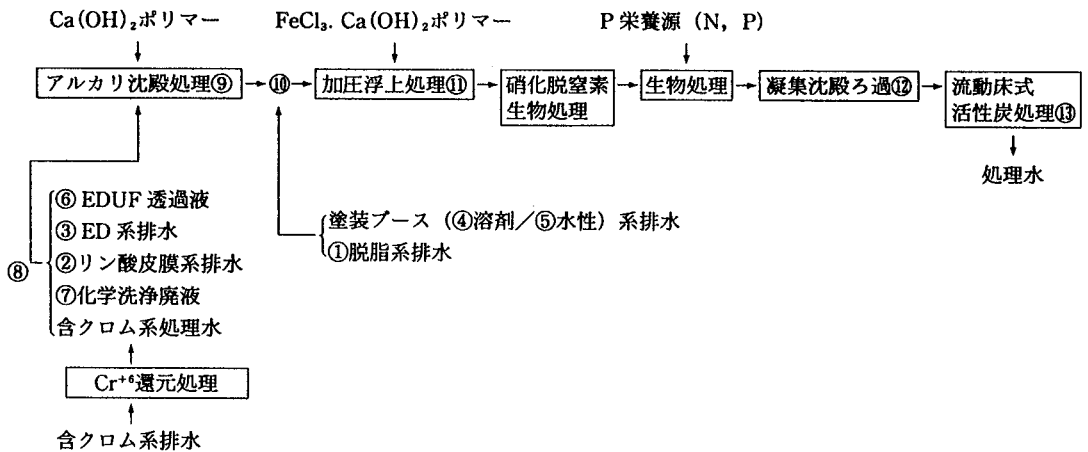 Ca(OH)₂ポリマー
FeCl₃. Ca(OH)₂ポリマー
P 栄養源 (N, P)
アルカリ沈殿処理⑨
⑩
加圧浮上処理⑪
硝化脱窒素
生物処理
生物処理
凝集沈殿ろ過⑫
流動床式
活性炭処理⑬
処理水
⑧
⑥ EDUF 透過液
③ ED 系排水
②リン酸皮膜系排水
⑦化学洗浄廃液
含クロム系処理水
塗装ブース (④溶剤/⑤水性) 系排水
①脱脂系排水
Cr⁺⁶還元処理
含クロム系排水